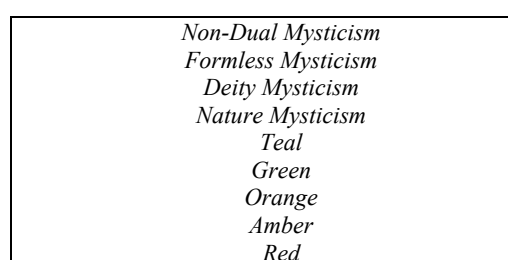 Non-Dual Mysticism
Formless Mysticism
Deity Mysticism
Nature Mysticism
Teal
Green
Orange
Amber
Red